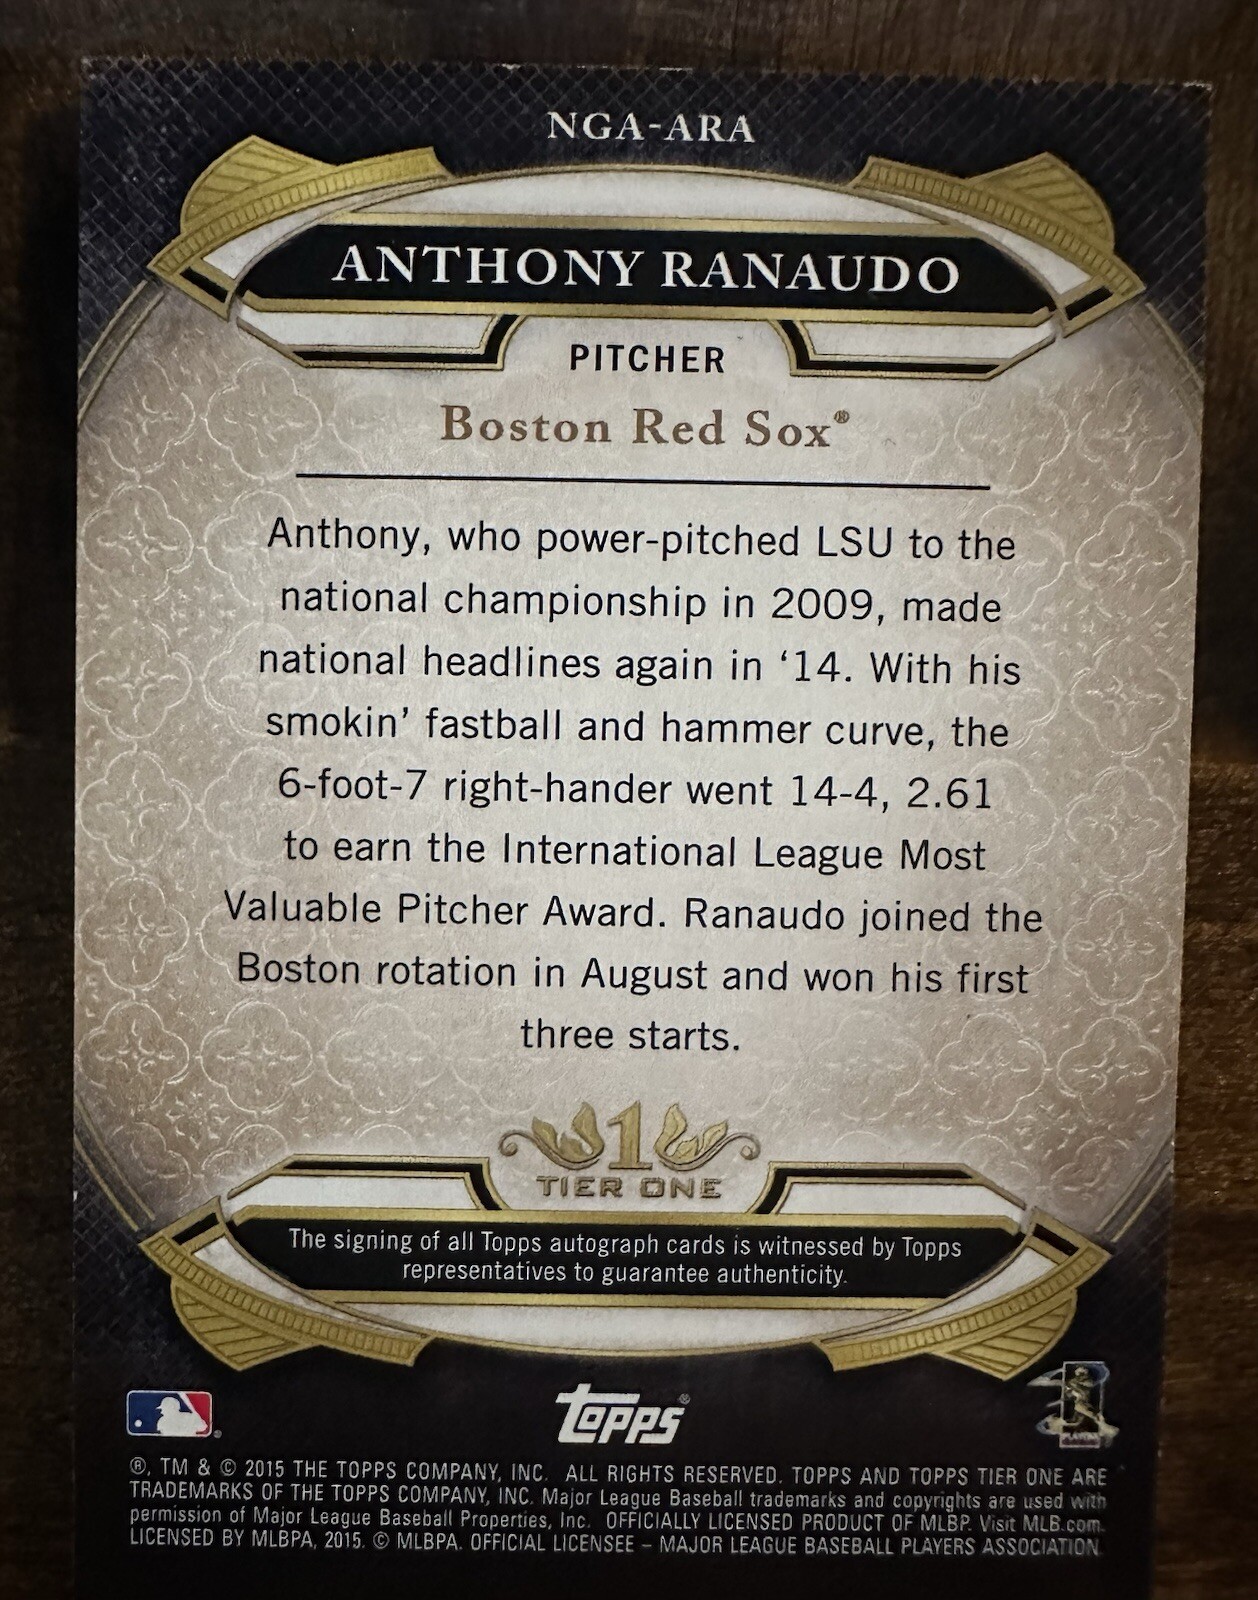 NGA-ARA
ANTHONY RANAUDO
PITCHER
Boston Red Sox®
Anthony, who power-pitched LSU to the
national championship in 2009, made
national headlines again in ‘14. With his
smokin’ fastball and hammer curve, the
6-foot-7 right-hander went 14-4, 2.61
to earn the International League Most
Valuable Pitcher Award. Ranaudo joined the
Boston rotation in August and won his first
three starts.
1
TIER ONE
The signing of all Topps autograph cards is witnessed by Topps
representatives to guarantee authenticity.
topps®
®, TM & © 2015 THE TOPPS COMPANY, INC. ALL RIGHTS RESERVED. TOPPS AND TOPPS TIER ONE ARE
TRADEMARKS OF THE TOPPS COMPANY, INC. Major League Baseball trademarks and copyrights are used with
permission of Major League Baseball Properties, Inc. OFFICIALLY LICENSED PRODUCT OF MLBP. Visit MLB.com.
LICENSED BY MLBPA, 2015. © MLBPA. OFFICIAL LICENSEE – MAJOR LEAGUE BASEBALL PLAYERS ASSOCIATION